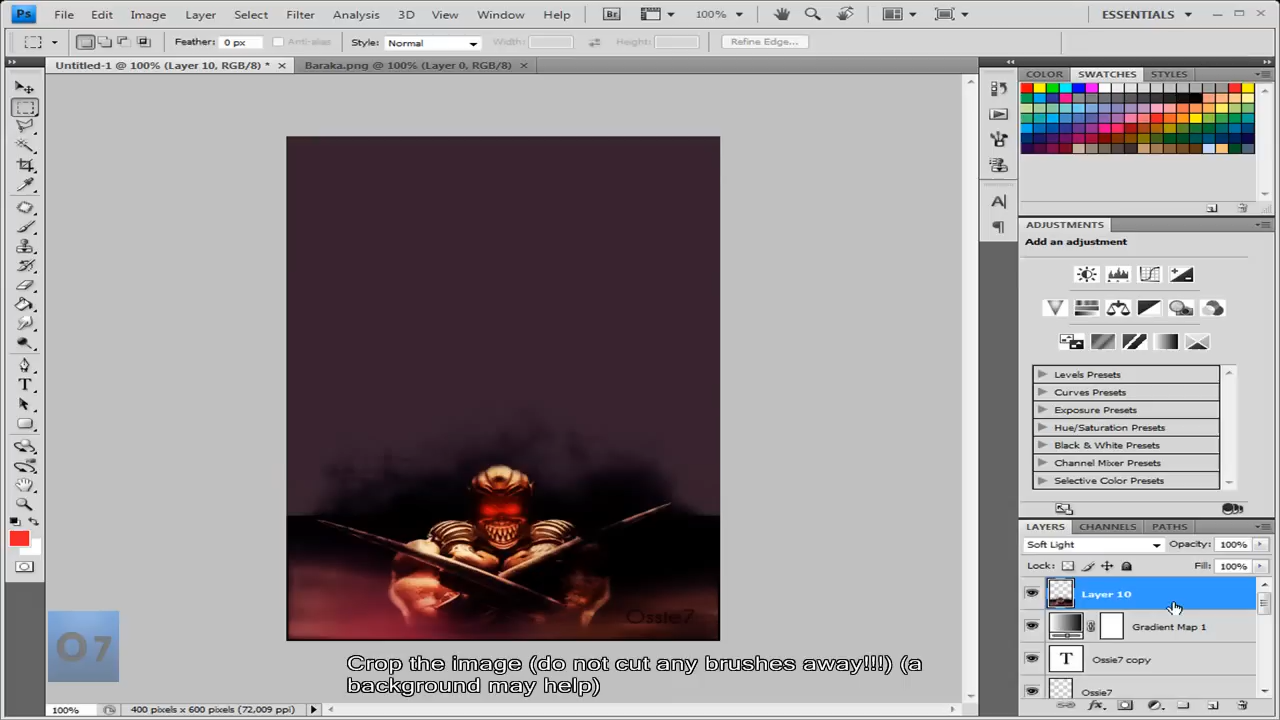 Ps File Edit Image Layer Select Filter Analysis 3D View Window Help Br 100% ESSENTIALS
Feather: 0 px Anti-alias Style: Normal Width: Height: Refine Edge...
Untitled-1 @ 100% (Layer 10, RGB/8) * Baraka.png @ 100% (Layer 0, RGB/8)
COLOR SWATCHES STYLES
ADJUSTMENTS
Add an adjustment
Levels Presets
Curves Presets
Exposure Presets
Hue/Saturation Presets
Black & White Presets
Channel Mixer Presets
Selective Color Presets
LAYERS CHANNELS PATHS
Soft Light Opacity: 100%
Lock: Fill: 100%
Layer 10
Gradient Map 1
T Ossie7 copy
Ossie7
Ossie7
O7
Crop the image (do not cut any brushes away!!!) (a
background may help)
100% 400 pixels x 600 pixels (72,009 ppi)